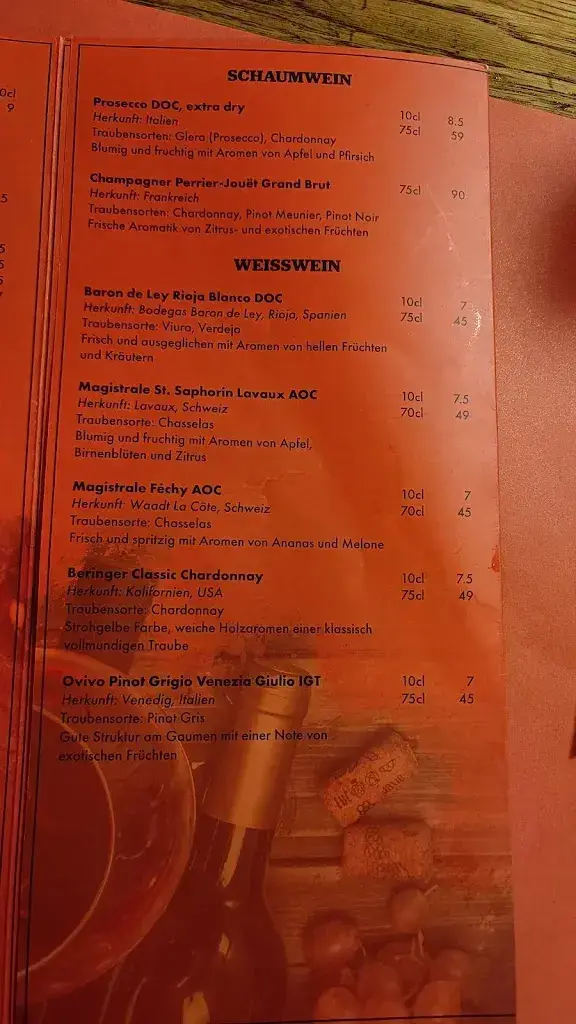 SCHAUMWEIN
Prosecco DOC, extra dry
Herkunft: Italien 10cl 8.5
Traubensorten: Glera (Prosecco), Chardonnay 75cl 59
Blumig und fruchtig mit Aromen von Apfel und Pfirsich
Champagner Perrier-Jouët Grand Brut 75cl 90
Herkunft: Frankreich
Traubensorten: Chardonnay, Pinot Meunier, Pinot Noir
Frische Aromatik von Zitrus- und exotischen Früchten
WEISSWEIN
Baron de Ley Rioja Blanco DOC 10cl 7
Herkunft: Bodegas Baron de Ley, Rioja, Spanien 75cl 45
Traubensorte: Viura, Verdejo
Frisch und ausgeglichen mit Aromen von hellen Früchten
und Kräutern
Magistrale St. Saphorin Lavaux AOC 10cl 7.5
Herkunft: Lavaux, Schweiz 70cl 49
Traubensorte: Chasselas
Blumig und fruchtig mit Aromen von Apfel,
Birnenblüten und Zitrus
Magistrale Féchy AOC 10cl 7
Herkunft: Waadt La Côte, Schweiz 70cl 45
Traubensorte: Chasselas
Frisch und spritzig mit Aromen von Ananas und Melone
Beringer Classic Chardonnay 10cl 7.5
Herkunft: Kalifornien, USA 75cl 49
Traubensorte: Chardonnay
Strohgelbe Farbe, weiche Holzaromen einer klassisch
vollmundigen Traube
Ovivo Pinot Grigio Venezia Giulio IGT 10cl 7
Herkunft: Venedig, Italien 75cl 45
Traubensorte: Pinot Gris
Gute Struktur am Gaumen mit einer Note von
exotischen Früchten